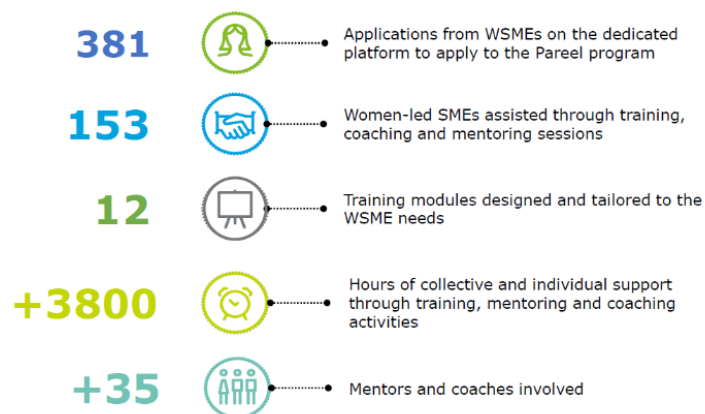 381
Applications from WSMEs on the dedicated
platform to apply to the Pareel program
153
Women-led SMEs assisted through training,
coaching and mentoring sessions
12
Training modules designed and tailored to the
WSME needs
+3800
Hours of collective and individual support
through training, mentoring and coaching
activities
+35
Mentors and coaches involved